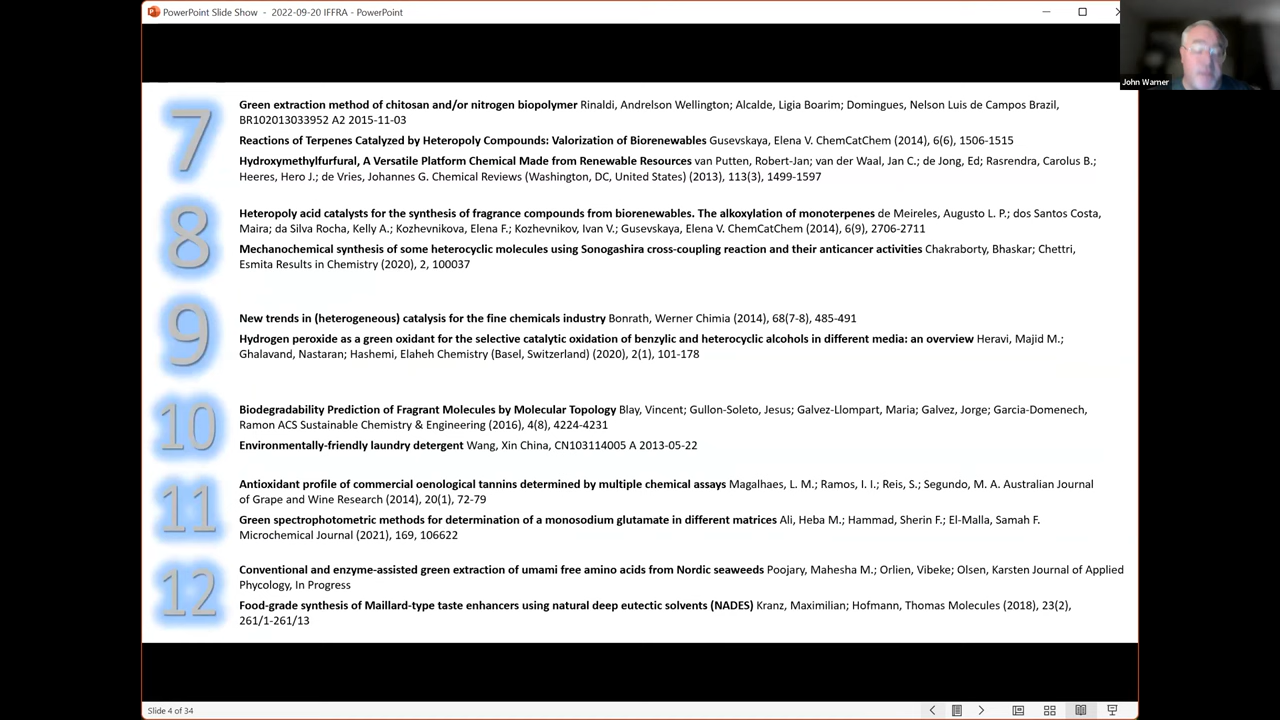 PowerPoint Slide Show - 2022-09-20 IFFRA - PowerPoint
John Warner
7
Green extraction method of chitosan and/or nitrogen biopolymer Rinaldi, Andrelson Wellington; Alcalde, Ligia Boarim; Domingues, Nelson Luis de Campos Brazil,
BR102013033952 A2 2015-11-03
Reactions of Terpenes Catalyzed by Heteropoly Compounds: Valorization of Biorenewables Gusevskaya, Elena V. ChemCatChem (2014), 6(6), 1506-1515
Hydroxymethylfurfural, A Versatile Platform Chemical Made from Renewable Resources van Putten, Robert-Jan; van der Waal, Jan C.; de Jong, Ed; Rasrendra, Carolus B.;
Heeres, Hero J.; de Vries, Johannes G. Chemical Reviews (Washington, DC, United States) (2013), 113(3), 1499-1597
8
Heteropoly acid catalysts for the synthesis of fragrance compounds from biorenewables. The alkoxylation of monoterpenes de Meireles, Augusto L. P.; dos Santos Costa,
Maira; da Silva Rocha, Kelly A.; Kozhevnikova, Elena F.; Kozhevnikov, Ivan V.; Gusevskaya, Elena V. ChemCatChem (2014), 6(9), 2706-2711
Mechanochemical synthesis of some heterocyclic molecules using Sonogashira cross-coupling reaction and their anticancer activities Chakraborty, Bhaskar; Chettri,
Esmita Results in Chemistry (2020), 2, 100037
9
New trends in (heterogeneous) catalysis for the fine chemicals industry Bonrath, Werner Chimia (2014), 68(7-8), 485-491
Hydrogen peroxide as a green oxidant for the selective catalytic oxidation of benzylic and heterocyclic alcohols in different media: an overview Heravi, Majid M.;
Ghalavand, Nastaran; Hashemi, Elaheh Chemistry (Basel, Switzerland) (2020), 2(1), 101-178
10
Biodegradability Prediction of Fragrant Molecules by Molecular Topology Blay, Vincent; Gullon-Soleto, Jesus; Galvez-Llompart, Maria; Galvez, Jorge; Garcia-Domenech,
Ramon ACS Sustainable Chemistry & Engineering (2016), 4(8), 4224-4231
Environmentally-friendly laundry detergent Wang, Xin China, CN103114005 A 2013-05-22
11
Antioxidant profile of commercial oenological tannins determined by multiple chemical assays Magalhaes, L. M.; Ramos, I. I.; Reis, S.; Segundo, M. A. Australian Journal
of Grape and Wine Research (2014), 20(1), 72-79
Green spectrophotometric methods for determination of a monosodium glutamate in different matrices Ali, Heba M.; Hammad, Sherin F.; El-Malla, Samah F.
Microchemical Journal (2021), 169, 106622
12
Conventional and enzyme-assisted green extraction of umami free amino acids from Nordic seaweeds Poojary, Mahesha M.; Orlien, Vibeke; Olsen, Karsten Journal of Applied
Phycology, In Progress
Food-grade synthesis of Maillard-type taste enhancers using natural deep eutectic solvents (NADES) Kranz, Maximilian; Hofmann, Thomas Molecules (2018), 23(2),
261/1-261/13
Slide 4 of 34